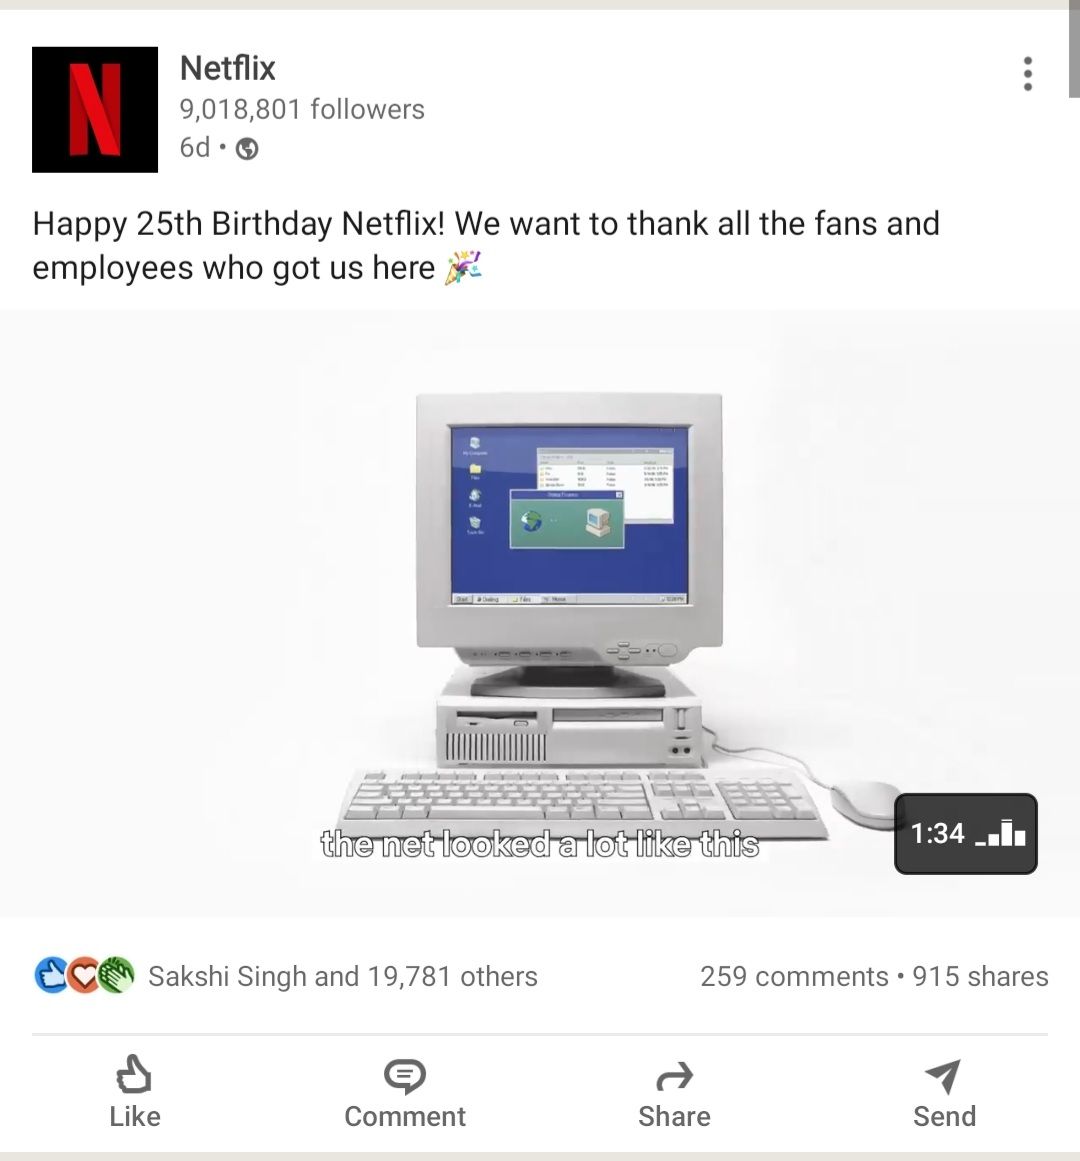 Netflix
9,018,801 followers
6d •
Happy 25th Birthday Netflix! We want to thank all the fans and
employees who got us here 🎉
the net looked a lot like this
1:34
Sakshi Singh and 19,781 others
259 comments • 915 shares
Like
Comment
Share
Send